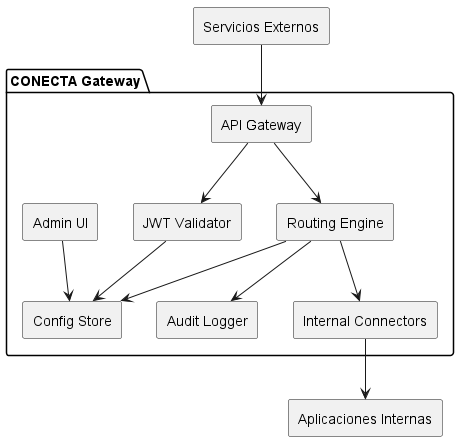 Servicios Externos
CONECTA Gateway
API Gateway
Admin UI
JWT Validator
Routing Engine
Config Store
Audit Logger
Internal Connectors
Aplicaciones Internas